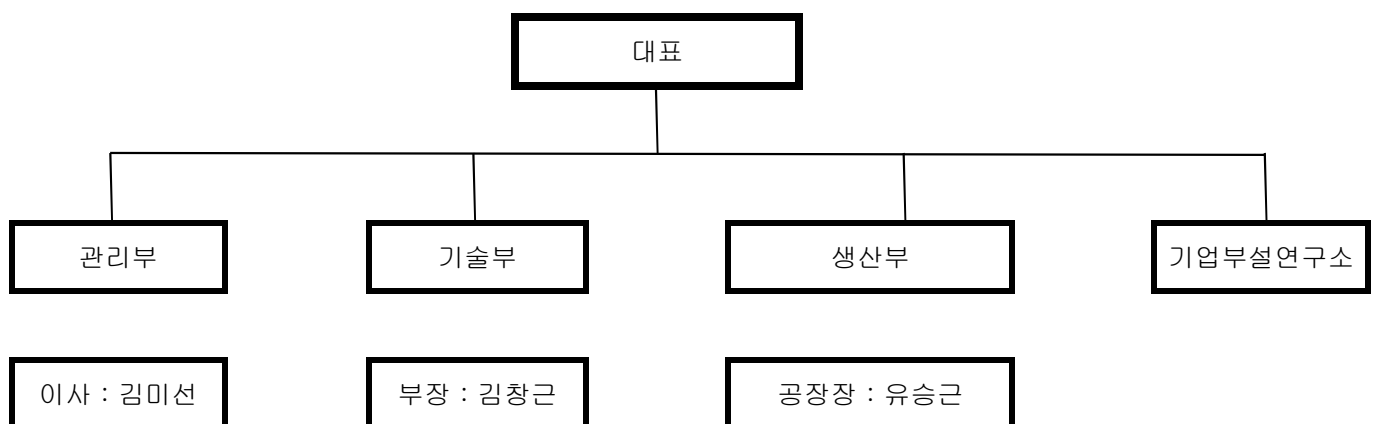 대표
관리부
기술부
생산부
기업부설연구소
이사 : 김미선
부장 : 김창근
공장장 : 유승근